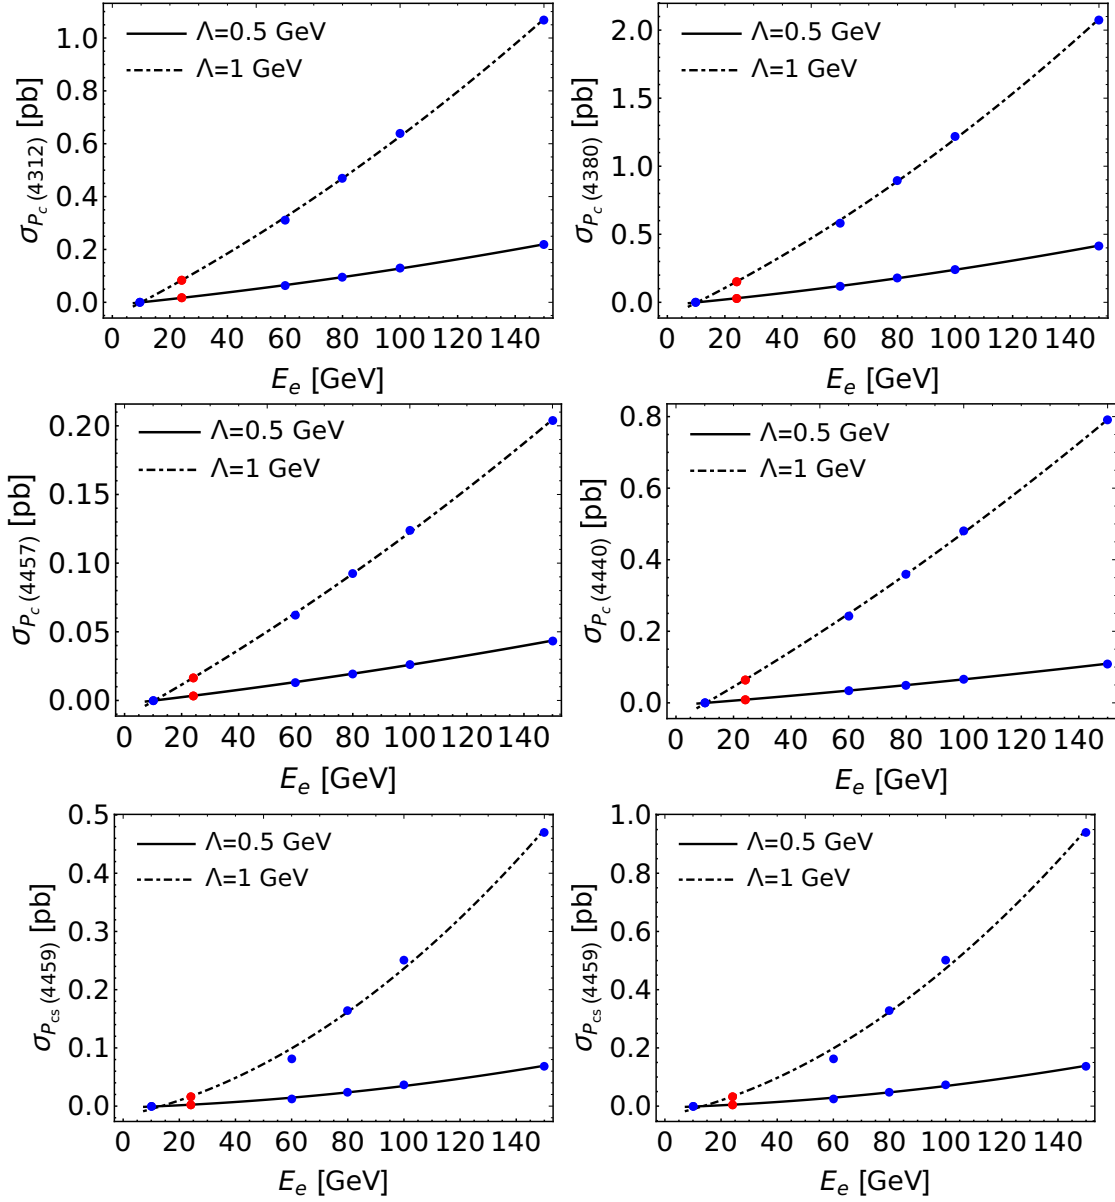 σPc (4312) [pb]
1.0
0.8
0.6
0.4
0.2
0.0
Λ=0.5 GeV
Λ=1 GeV
0 20 40 60 80 100 120 140
Ee [GeV]
σPc (4380) [pb]
2.0
1.5
1.0
0.5
0.0
Λ=0.5 GeV
Λ=1 GeV
0 20 40 60 80 100 120 140
Ee [GeV]
σPc (4457) [pb]
0.20
0.15
0.10
0.05
0.00
Λ=0.5 GeV
Λ=1 GeV
0 20 40 60 80 100 120 140
Ee [GeV]
σPc (4440) [pb]
0.8
0.6
0.4
0.2
0.0
Λ=0.5 GeV
Λ=1 GeV
0 20 40 60 80 100 120 140
Ee [GeV]
σPcs (4459) [pb]
0.5
0.4
0.3
0.2
0.1
0.0
Λ=0.5 GeV
Λ=1 GeV
0 20 40 60 80 100 120 140
Ee [GeV]
σPcs (4459) [pb]
1.0
0.8
0.6
0.4
0.2
0.0
Λ=0.5 GeV
Λ=1 GeV
0 20 40 60 80 100 120 140
Ee [GeV]